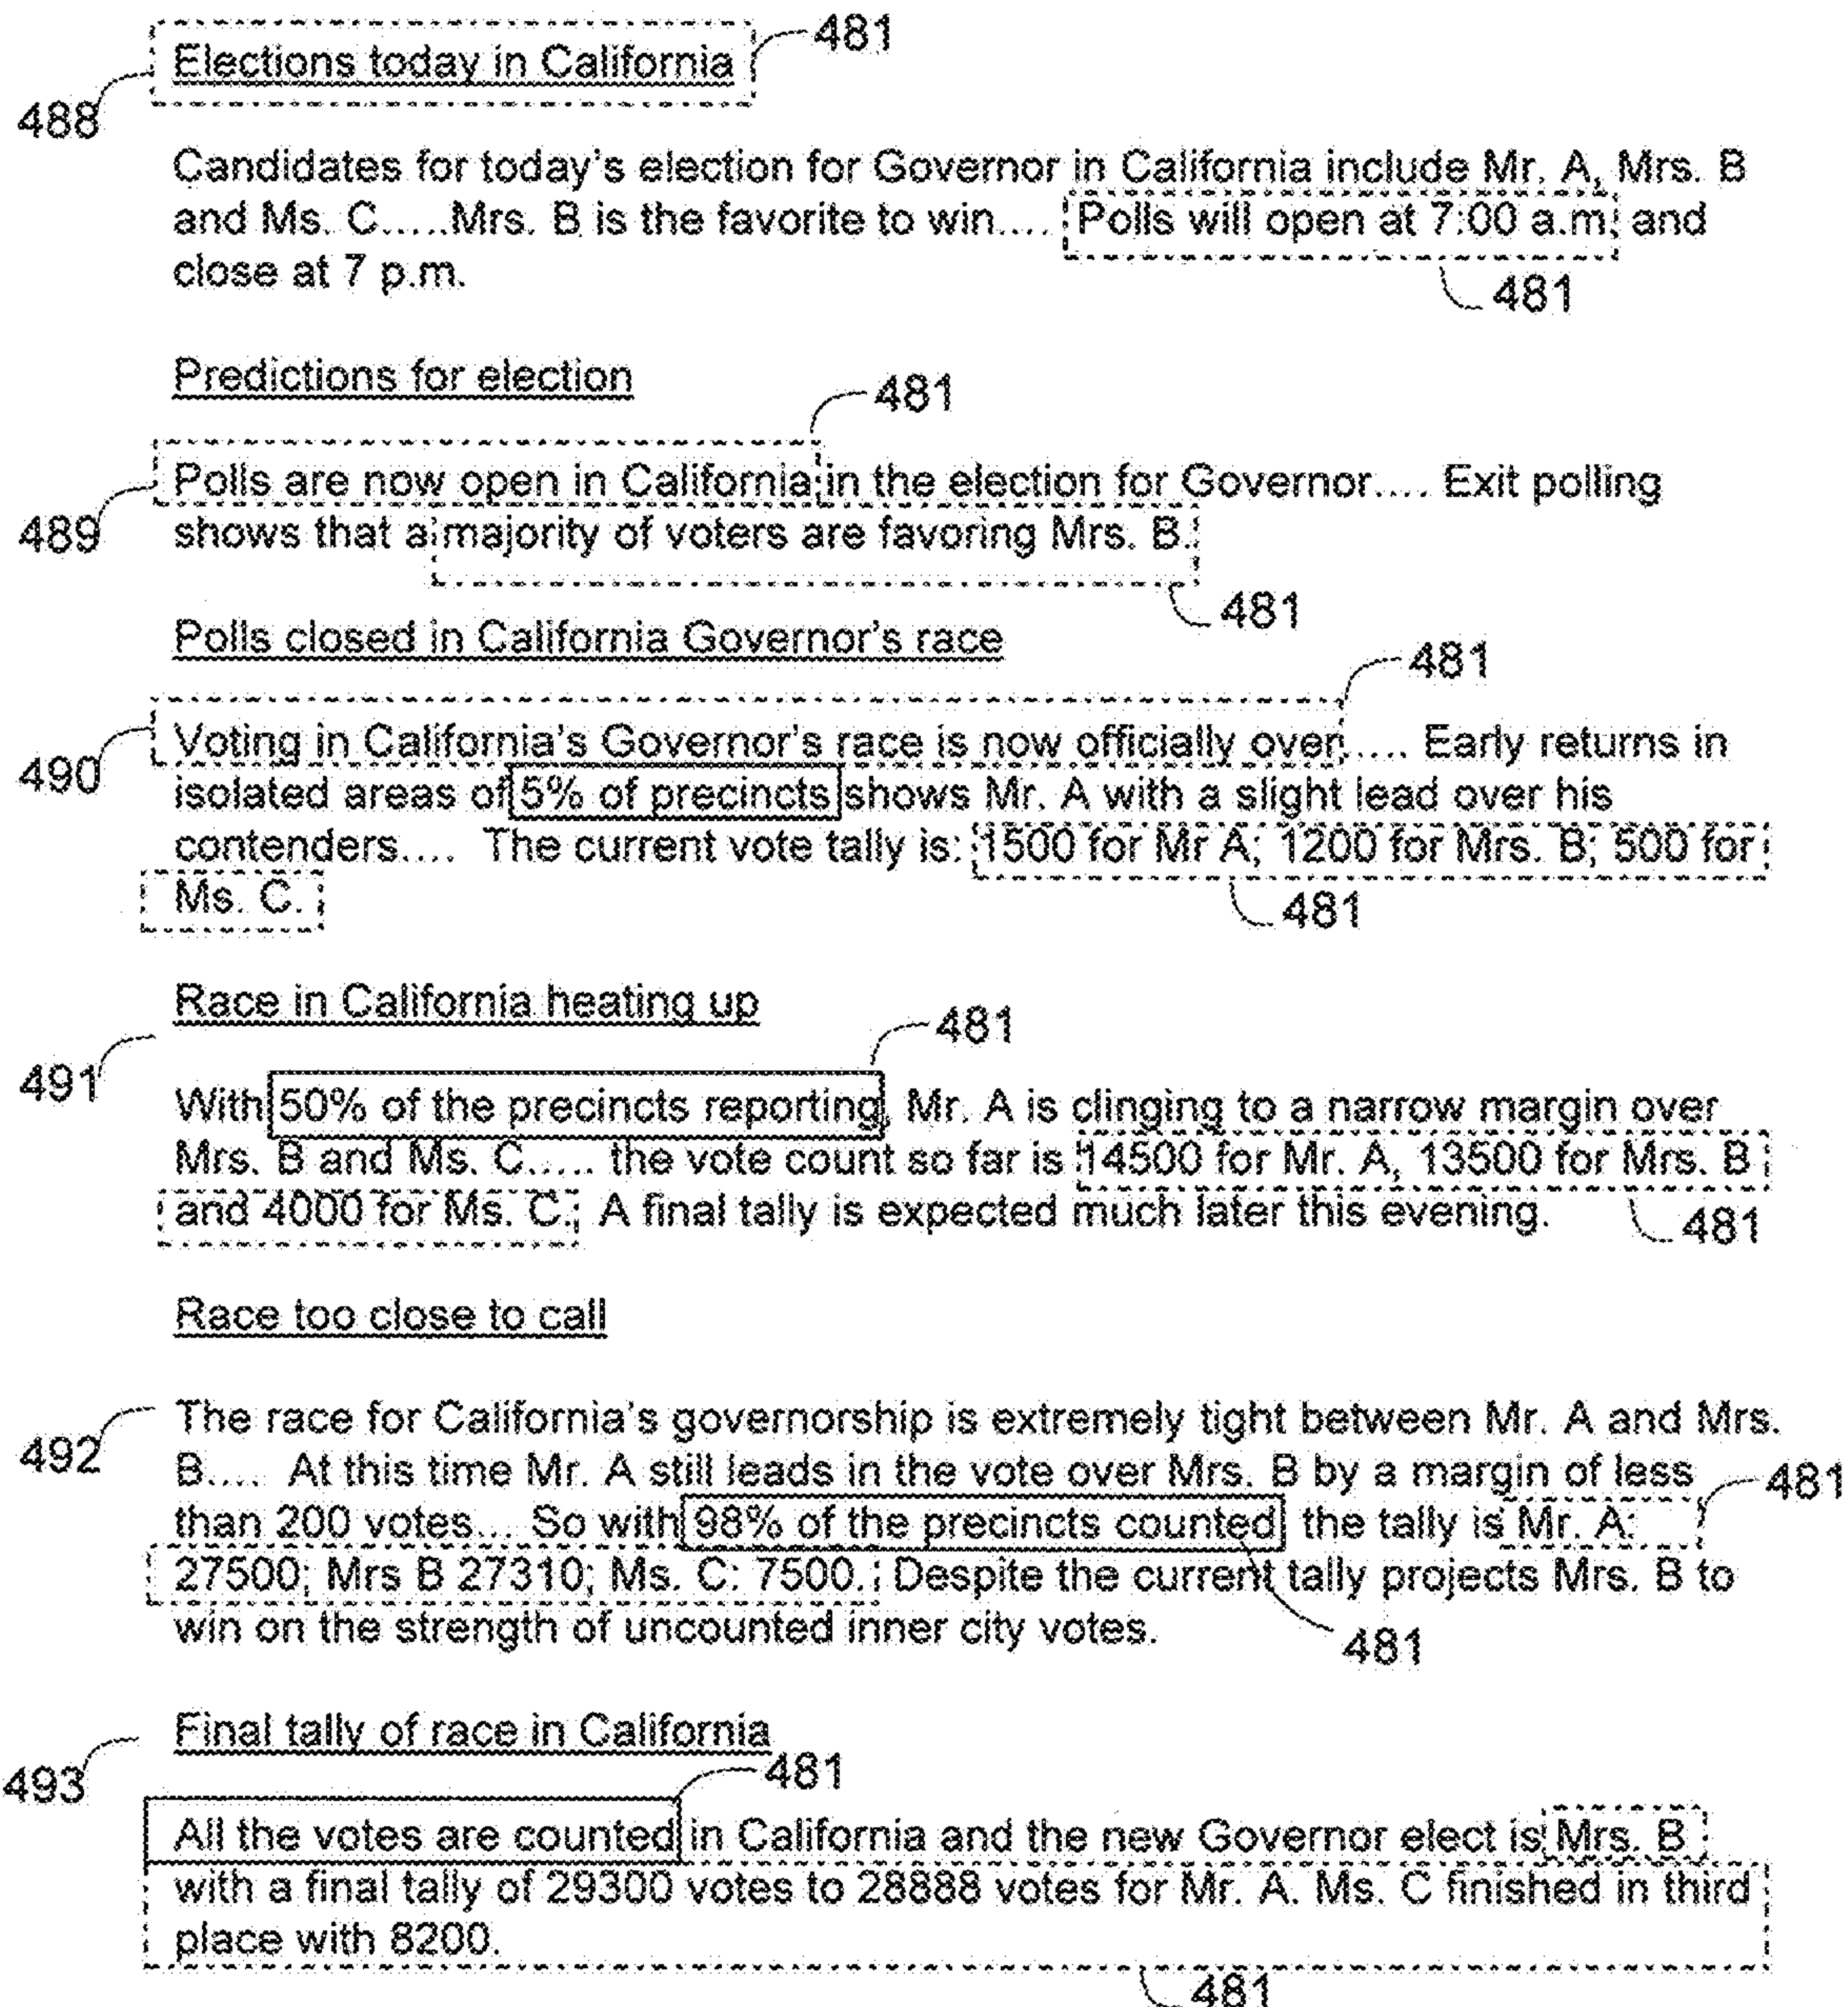 Elections today in California 481
488
Candidates for today's election for Governor in California include Mr. A, Mrs. B
and Ms. C.....Mrs. B is the favorite to win.... Polls will open at 7:00 a.m. and
close at 7 p.m.
481
Predictions for election
481
Polls are now open in California in the election for Governor.... Exit polling
489 shows that a majority of voters are favoring Mrs. B.
481
Polls closed in California Governor's race
481
Voting in California's Governor's race is now officially over..... Early returns in
490 isolated areas of 5% of precincts shows Mr. A with a slight lead over his
contenders.... The current vote tally is: 1500 for Mr A; 1200 for Mrs. B; 500 for
Ms. C.
481
Race in California heating up
481
491
With 50% of the precincts reporting, Mr. A is clinging to a narrow margin over
Mrs. B and Ms. C..... the vote count so far is 14500 for Mr. A, 13500 for Mrs. B
and 4000 for Ms. C. A final tally is expected much later this evening.
481
Race too close to call
The race for California's governorship is extremely tight between Mr. A and Mrs.
492 B.... At this time Mr. A still leads in the vote over Mrs. B by a margin of less
481
than 200 votes... So with 98% of the precincts counted the tally is Mr. A:
27500; Mrs B 27310; Ms. C: 7500. Despite the current tally projects Mrs. B to
win on the strength of uncounted inner city votes.
481
Final tally of race in California
493 481
All the votes are counted in California and the new Governor elect is Mrs. B
with a final tally of 29300 votes to 28888 votes for Mr. A. Ms. C finished in third
place with 8200.
481